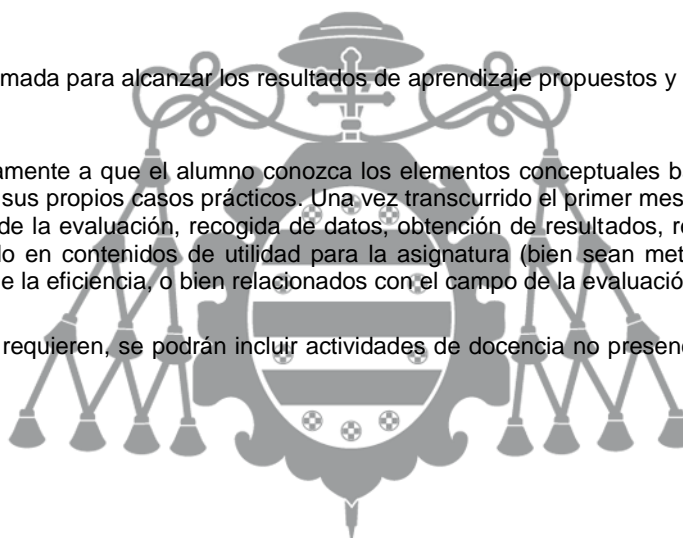 mada para alcanzar los resultados de aprendizaje propuestos y
amente a que el alumno conozca los elementos conceptuales b
sus propios casos prácticos. Una vez transcurrido el primer mes
de la evaluación, recogida de datos, obtención de resultados, re
do en contenidos de utilidad para la asignatura (bien sean met
e la eficiencia, o bien relacionados con el campo de la evaluació
requieren, se podrán incluir actividades de docencia no presenc